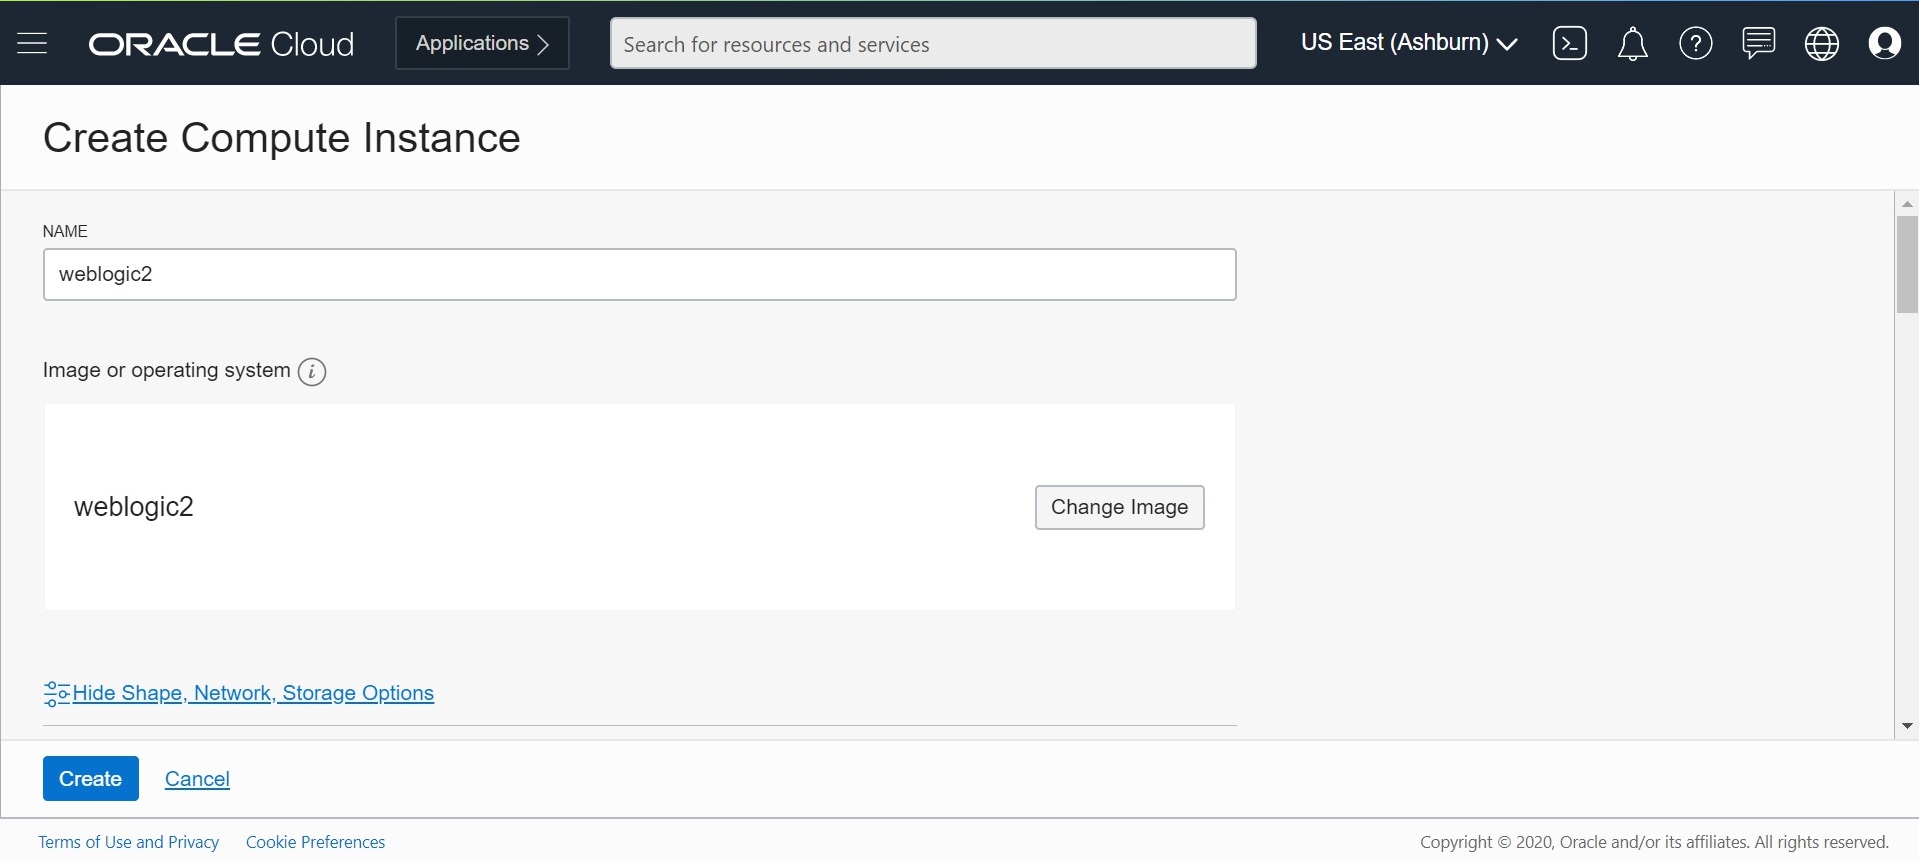 ORACLE Cloud
Applications
Search for resources and services
US East (Ashburn)
Create Compute Instance
NAME
weblogic2
Image or operating system
weblogic2
Change Image
Hide Shape, Network, Storage Options
Create
Cancel
Terms of Use and Privacy
Cookie Preferences
Copyright © 2020, Oracle and/or its affiliates. All rights reserved.